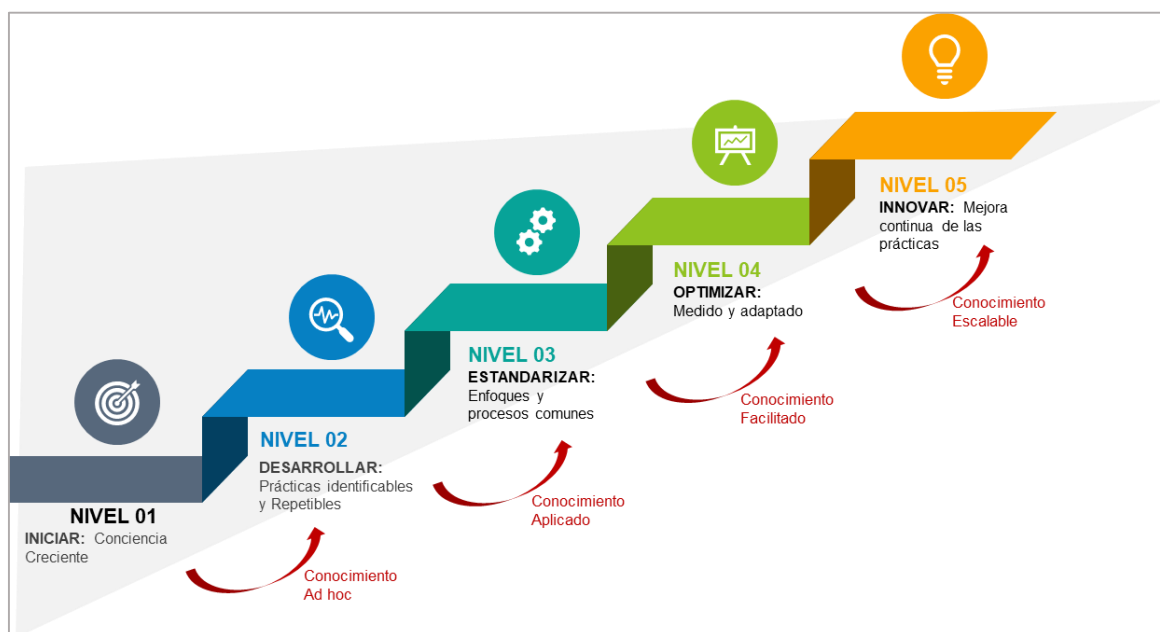 NIVEL 01
INICIAR: Conciencia
Creciente
Conocimiento
Ad hoc
NIVEL 02
DESARROLLAR:
Prácticas identificables
y Repetibles
Conocimiento
Aplicado
NIVEL 03
ESTANDARIZAR:
Enfoques y
procesos comunes
Conocimiento
Facilitado
NIVEL 04
OPTIMIZAR:
Medido y adaptado
Conocimiento
Escalable
NIVEL 05
INNOVAR: Mejora
continua de las
prácticas